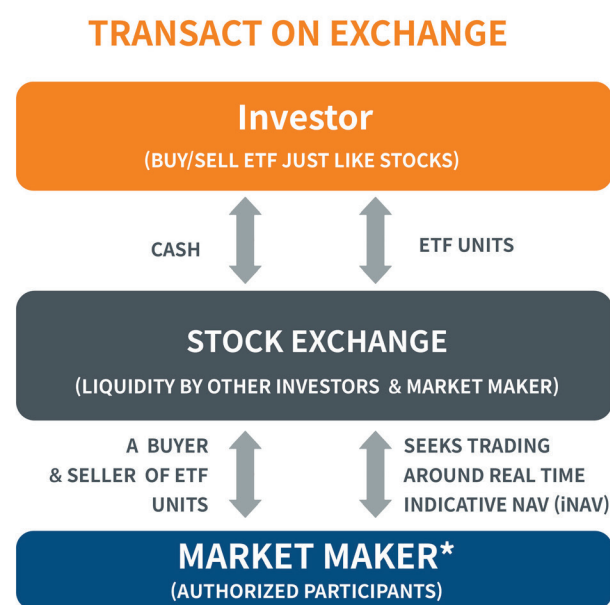 TRANSACT ON EXCHANGE
Investor
(BUY/SELL ETF JUST LIKE STOCKS)
CASH
ETF UNITS
STOCK EXCHANGE
(LIQUIDITY BY OTHER INVESTORS & MARKET MAKER)
A BUYER
& SELLER OF ETF
UNITS
SEEKS TRADING
AROUND REAL TIME
INDICATIVE NAV (iNAV)
MARKET MAKER*
(AUTHORIZED PARTICIPANTS)